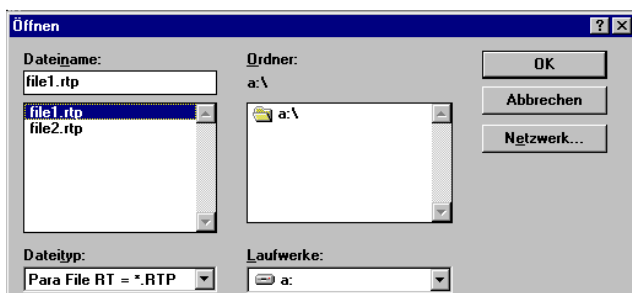 Öffnen
Dateiname:
file1.rtp
file1.rtp
file2.rtp
Dateityp:
Para File RT = *.RTP
Ordner:
a:\
a:\
Laufwerke:
a:
OK
Abbrechen
Netzwerk...